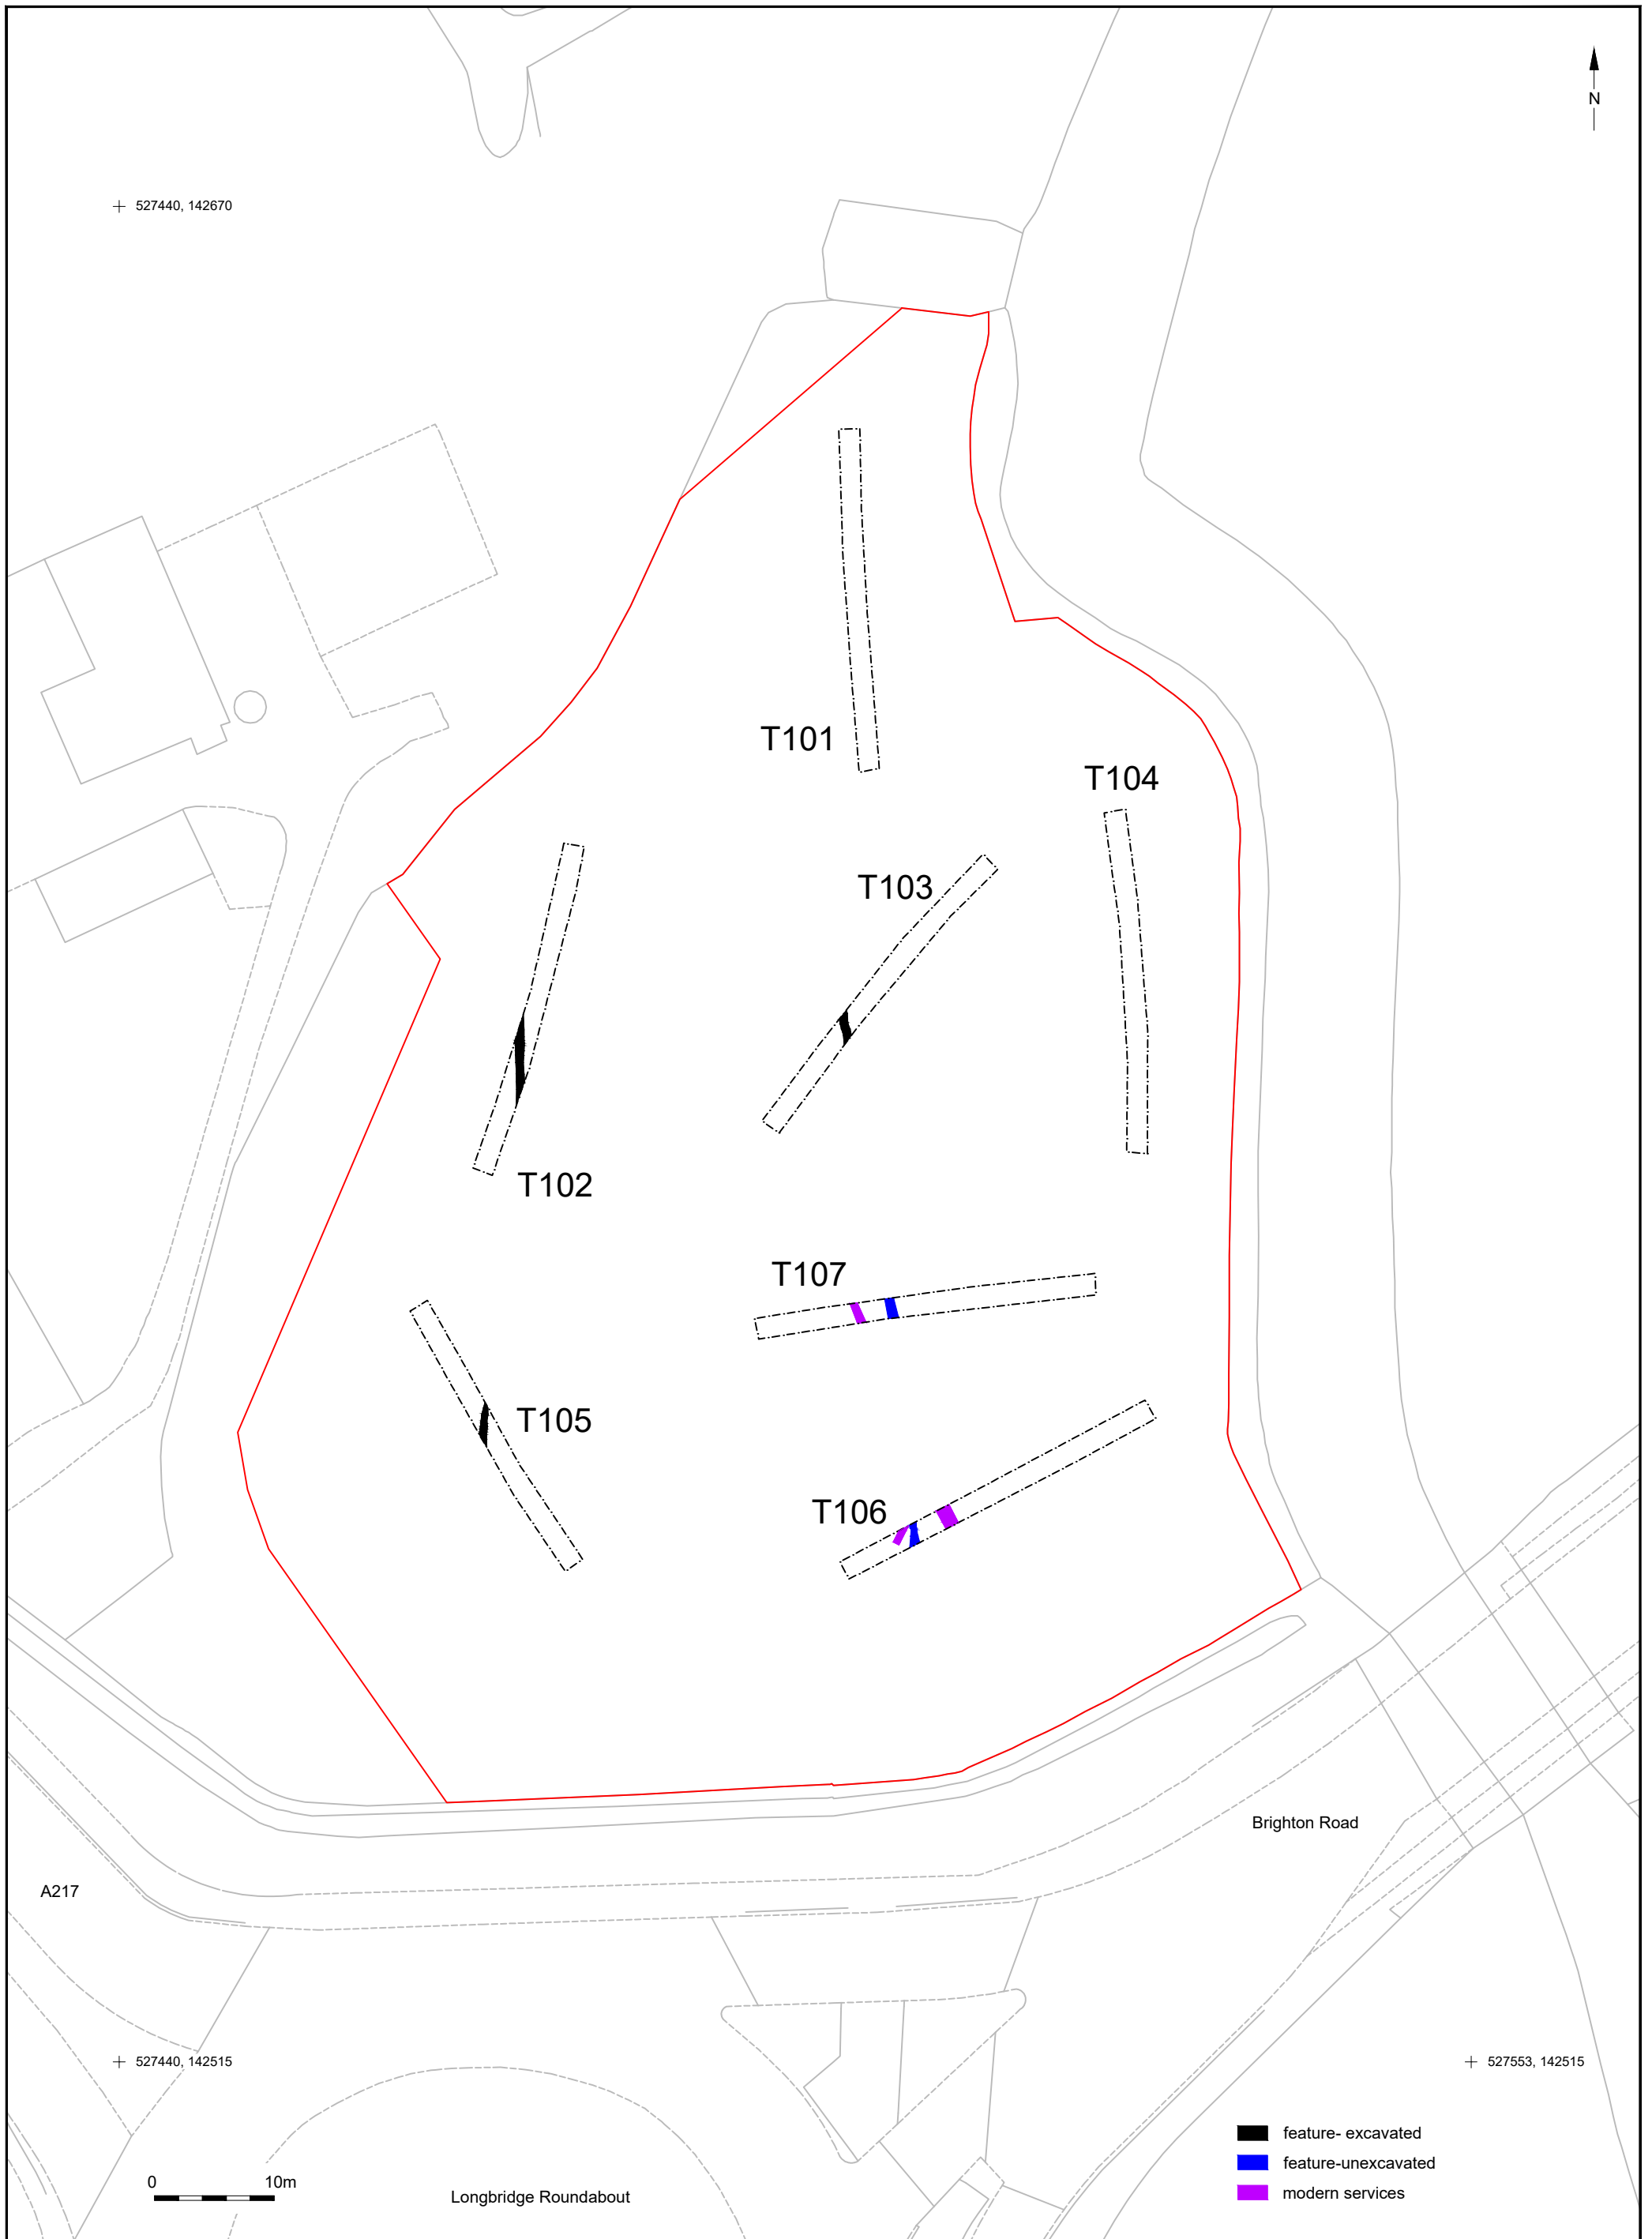 N
527440, 142670
T101
T104
T103
T102
T107
T105
T106
Brighton Road
A217
527440, 142515
527553, 142515
feature- excavated
feature-unexcavated
modern services
0 10m
Longbridge Roundabout